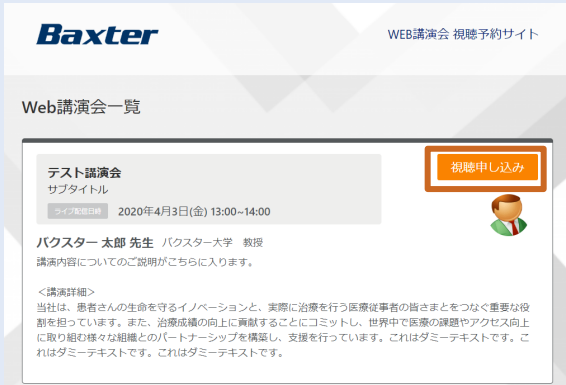 Baxter
WEB講演会 視聴予約サイト
Web講演会一覧
テスト講演会
視聴申し込み
サブタイトル
ライブ配信日時 2020年4月3日(金) 13:00~14:00
バクスター 太郎 先生 バクスター大学 教授
講演内容についてのご説明がこちらに入ります。
<講演詳細>
当社は、患者さんの生命を守るイノベーションと、実際に治療を行う医療従事者の皆さまとをつなぐ重要な役
割を担っています。また、治療成績の向上に貢献することにコミットし、世界中で医療の課題やアクセス向上
に取り組む様々な組織とのパートナーシップを構築し、支援を行っています。これはダミーテキストです。こ
れはダミーテキストです。これはダミーテキストです。